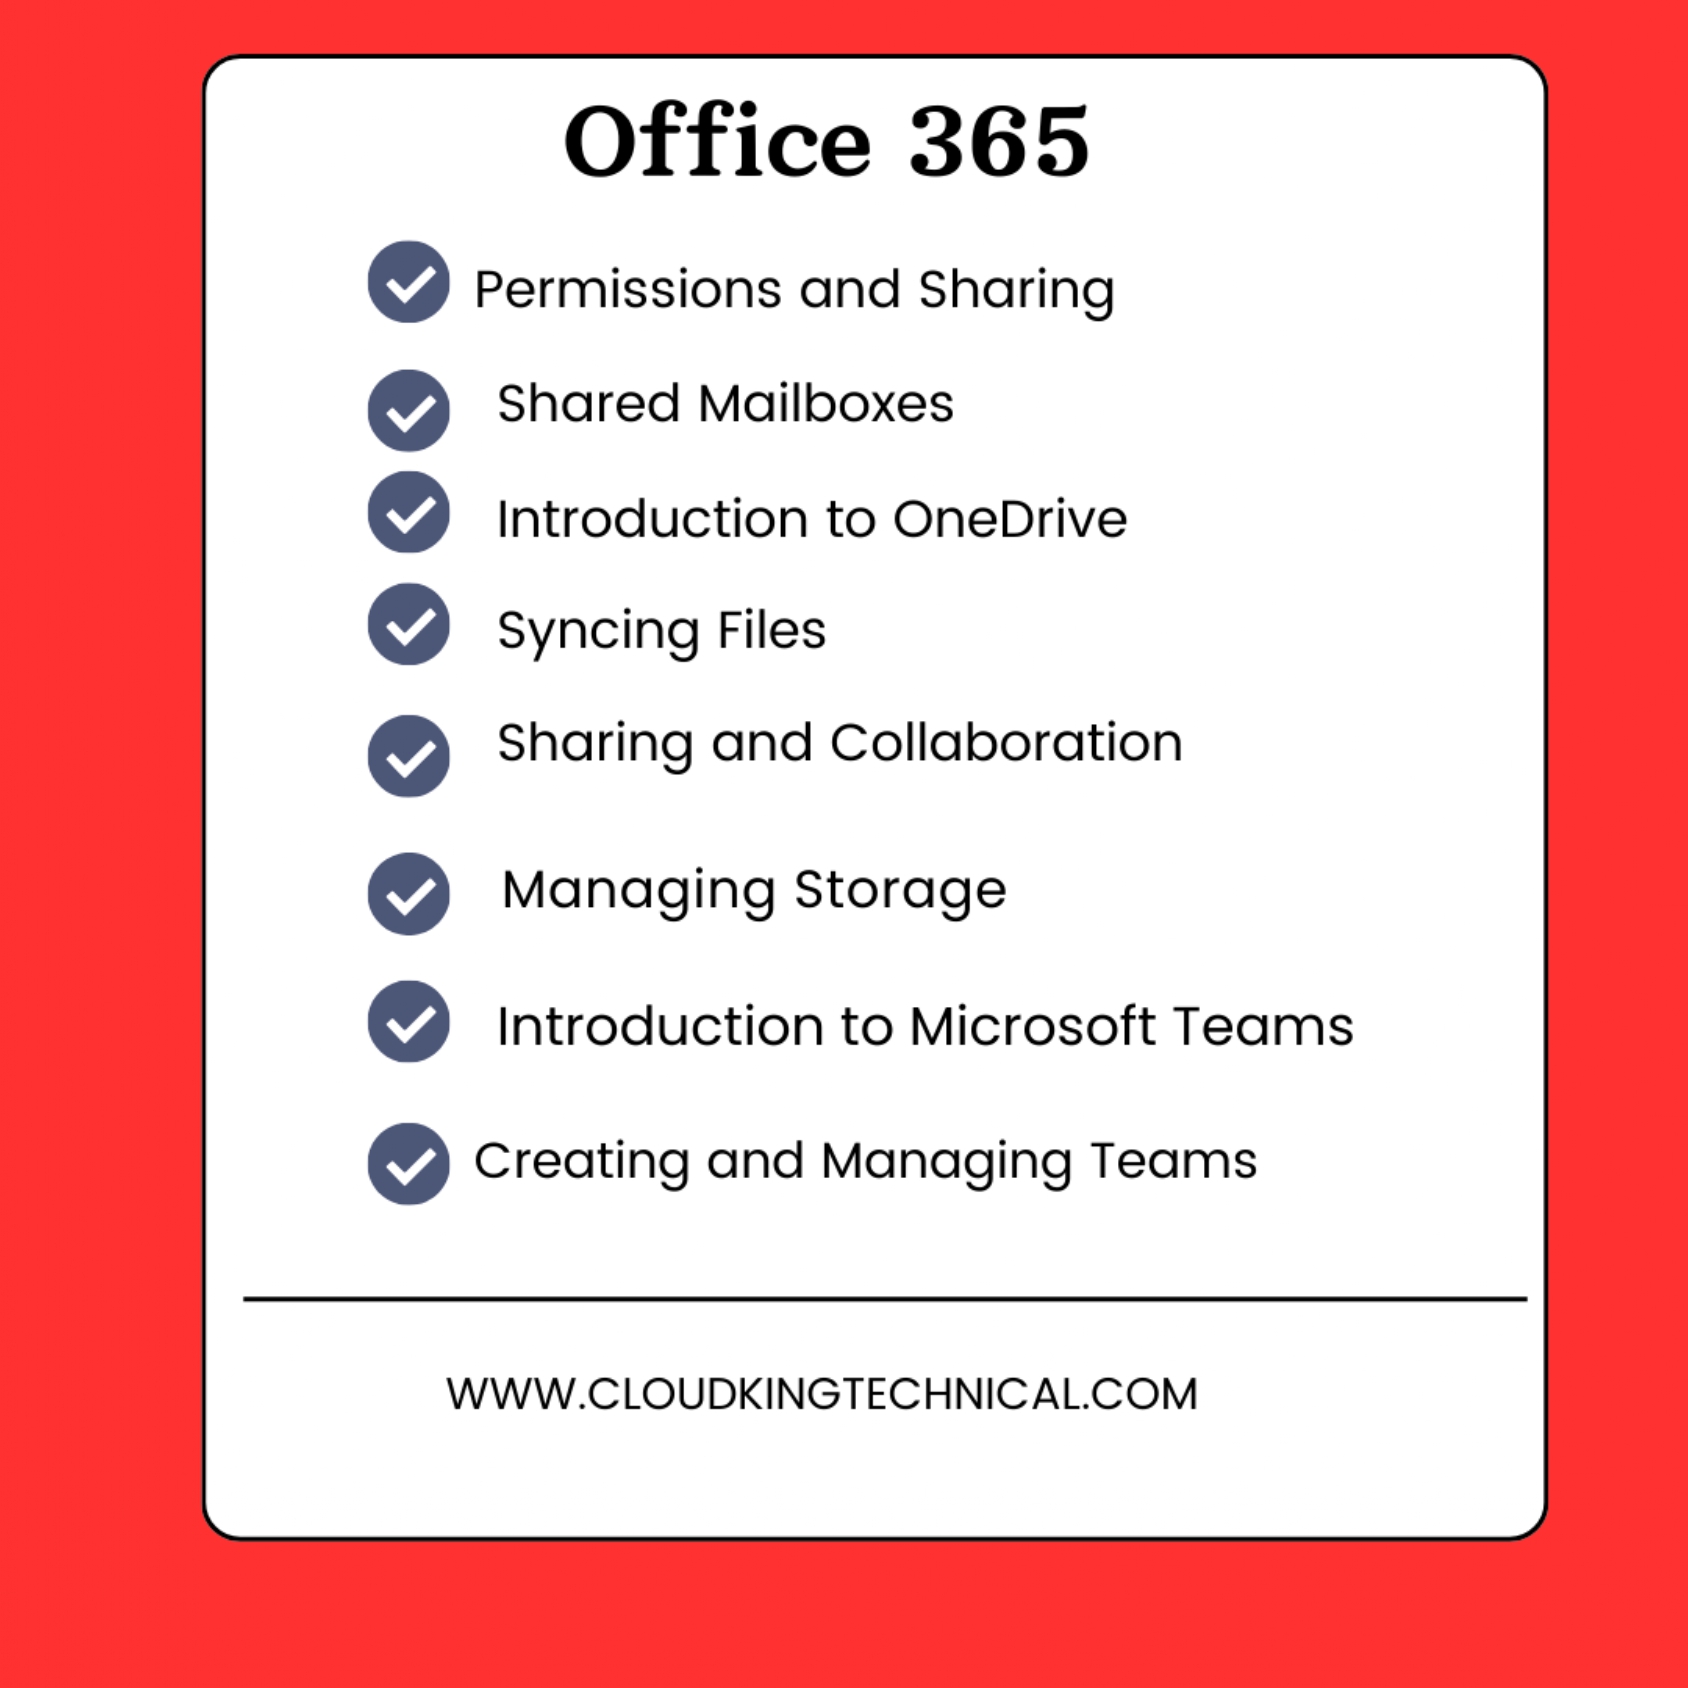 Office 365
Permissions and Sharing
Shared Mailboxes
Introduction to OneDrive
Syncing Files
Sharing and Collaboration
Managing Storage
Introduction to Microsoft Teams
Creating and Managing Teams
WWW.CLOUDKINGTECHNICAL.COM